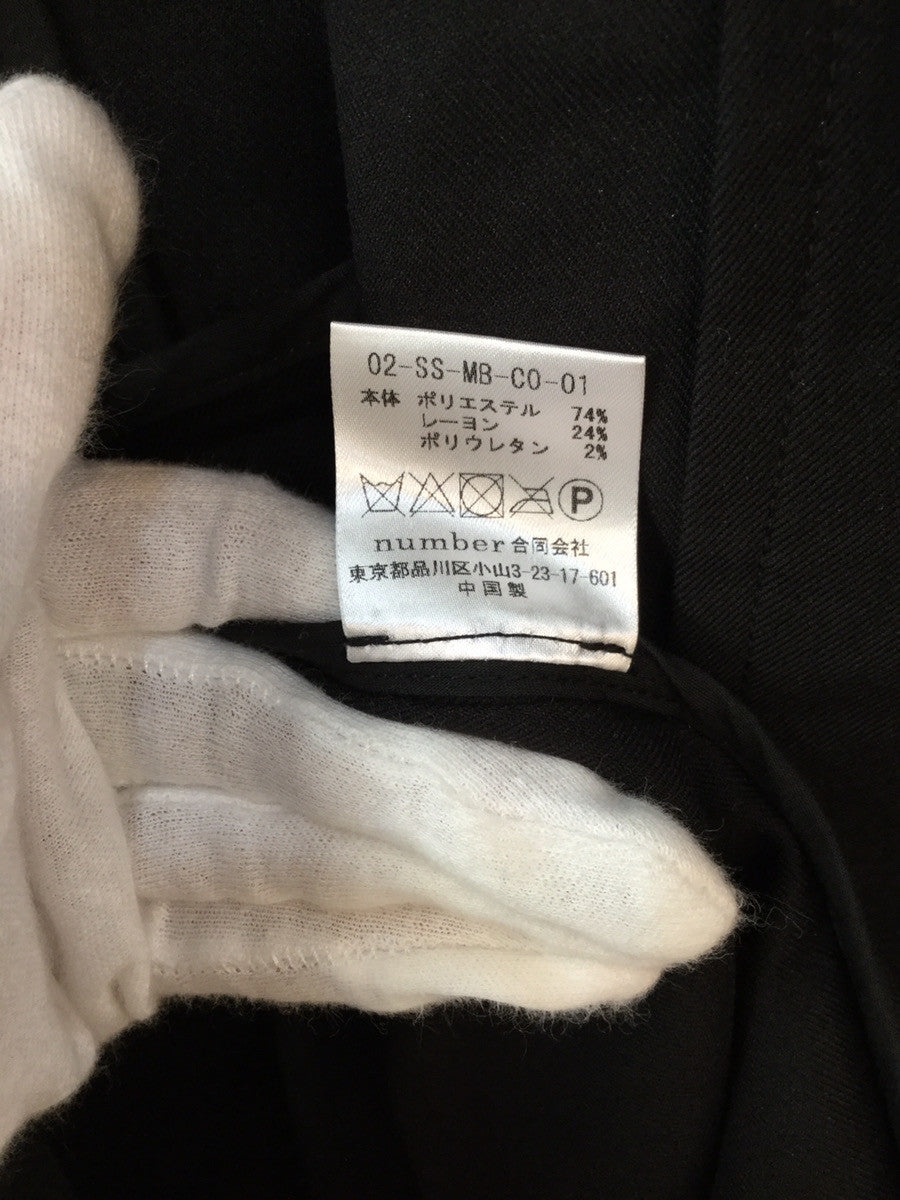 02-SS-MB-CO-01
本体 ポリエステル 74%
レーヨン 24%
ポリウレタン 2%
P
number合同会社
東京都品川区小山3-23-17-601
中国製